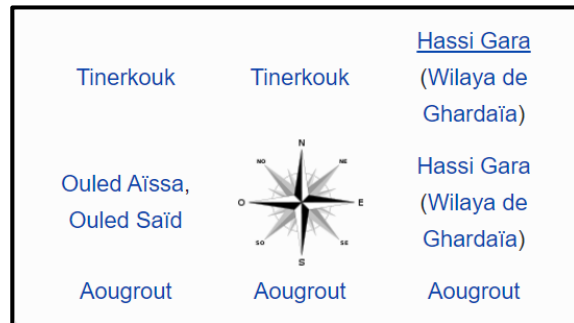 Tinerkouk
Tinerkouk
Hassi Gara
(Wilaya de
Ghardaïa)
Ouled Aïssa,
Ouled Saïd
N
NO
NE
O
E
SO
SE
S
Hassi Gara
(Wilaya de
Ghardaïa)
Aougrout
Aougrout
Aougrout